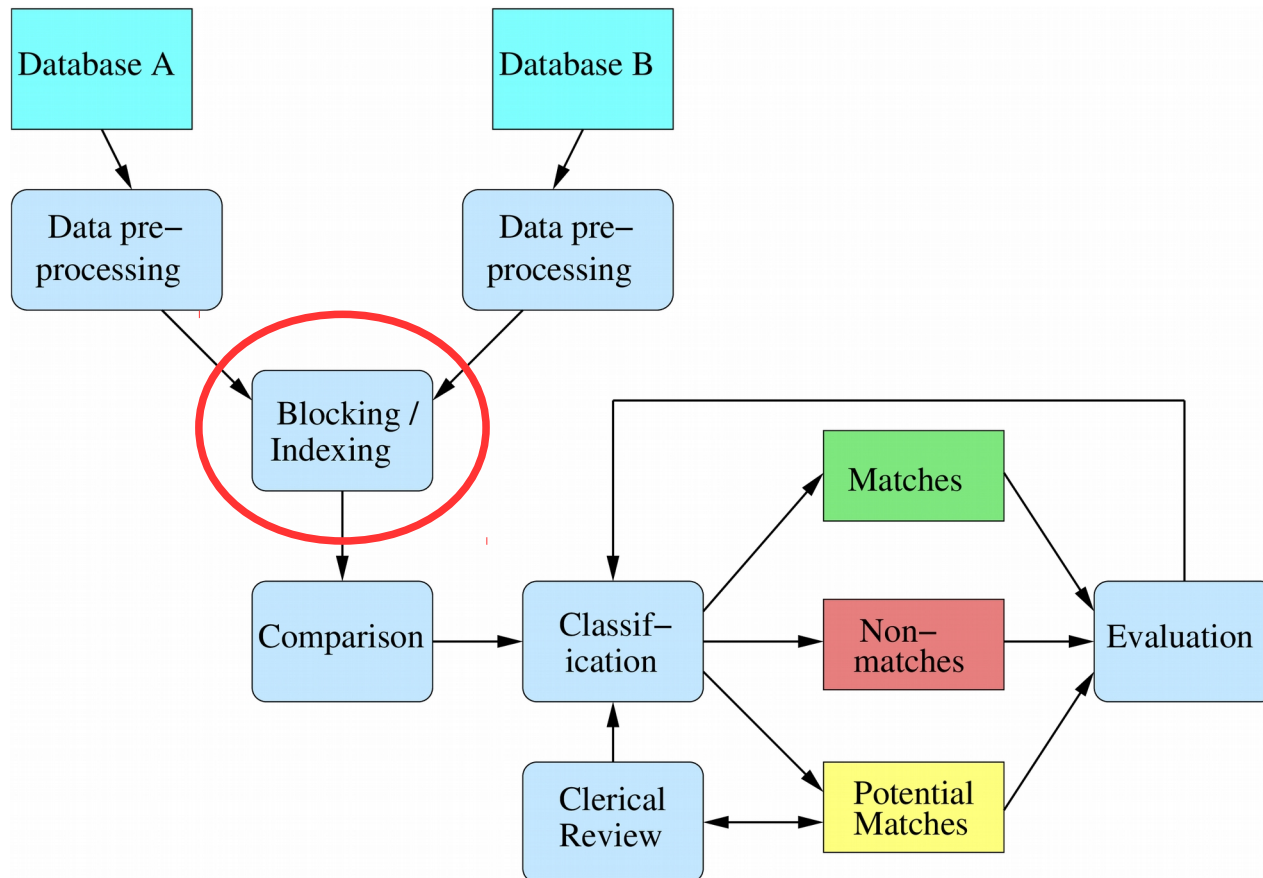 Database A
Database B
Data pre−
processing
Data pre−
processing
Blocking /
Indexing
Comparison
Classif−
ication
Matches
Non−
matches
Evaluation
Clerical
Review
Potential
Matches